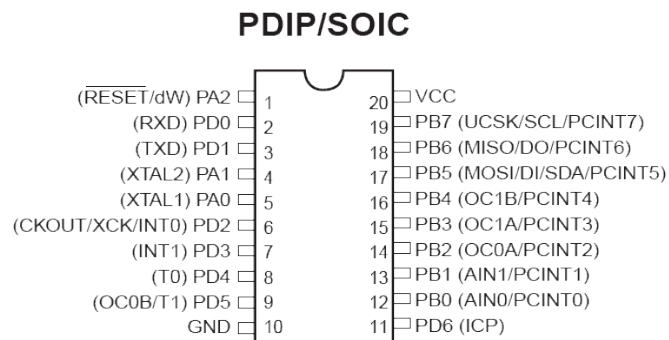 PDIP/SOIC
(RESET/dW) PA2 1 20 VCC
(RXD) PD0 2 19 PB7 (UCSK/SCL/PCINT7)
(TXD) PD1 3 18 PB6 (MISO/DO/PCINT6)
(XTAL2) PA1 4 17 PB5 (MOSI/DI/SDA/PCINT5)
(XTAL1) PA0 5 16 PB4 (OC1B/PCINT4)
(CKOUT/XCK/INT0) PD2 6 15 PB3 (OC1A/PCINT3)
(INT1) PD3 7 14 PB2 (OC0A/PCINT2)
(T0) PD4 8 13 PB1 (AIN1/PCINT1)
(OC0B/T1) PD5 9 12 PB0 (AIN0/PCINT0)
GND 10 11 PD6 (ICP)